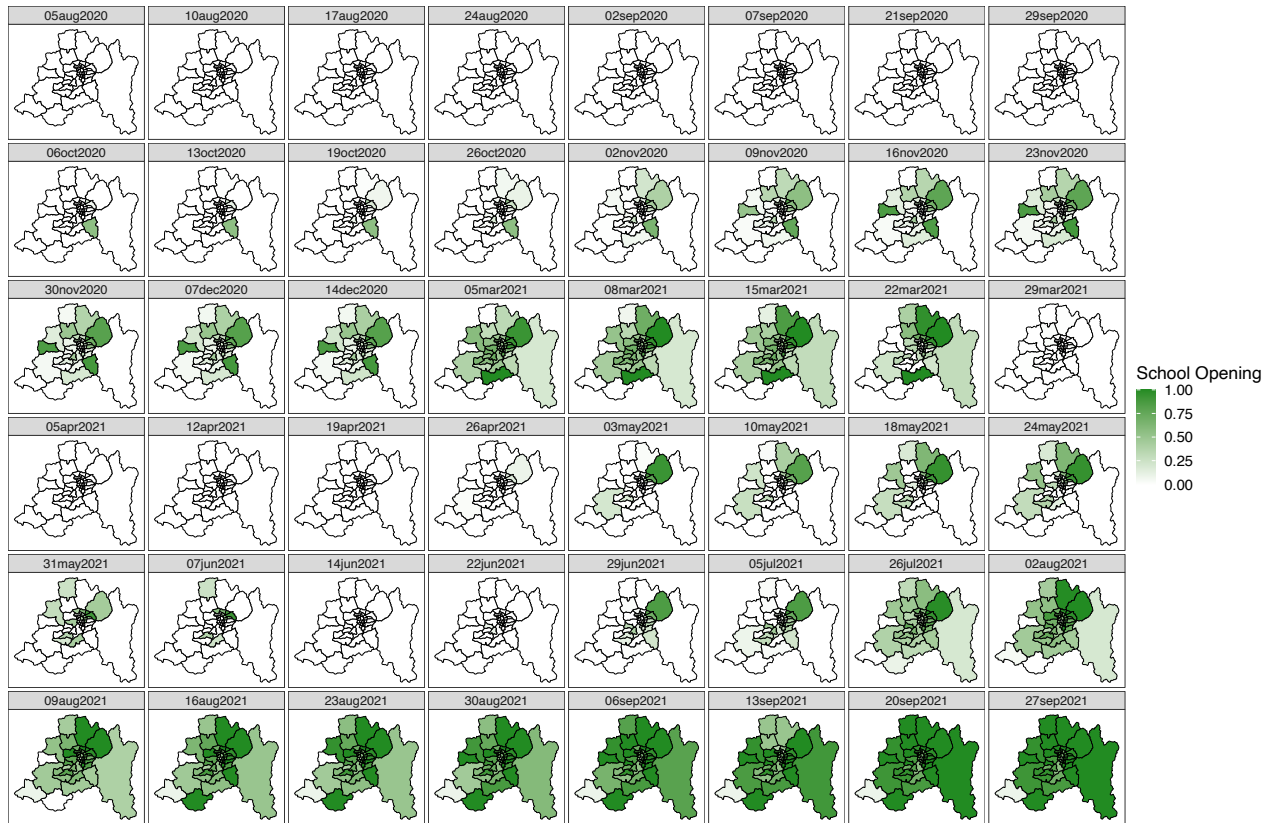 05aug2020 10aug2020 17aug2020 24aug2020 02sep2020 07sep2020 21sep2020 29sep2020
06oct2020 13oct2020 19oct2020 26oct2020 02nov2020 09nov2020 16nov2020 23nov2020
30nov2020 07dec2020 14dec2020 05mar2021 08mar2021 15mar2021 22mar2021 29mar2021
School Opening
1.00
0.75
0.50
0.25
0.00
05apr2021 12apr2021 19apr2021 26apr2021 03may2021 10may2021 18may2021 24may2021
31may2021 07jun2021 14jun2021 22jun2021 29jun2021 05jul2021 26jul2021 02aug2021
09aug2021 16aug2021 23aug2021 30aug2021 06sep2021 13sep2021 20sep2021 27sep2021